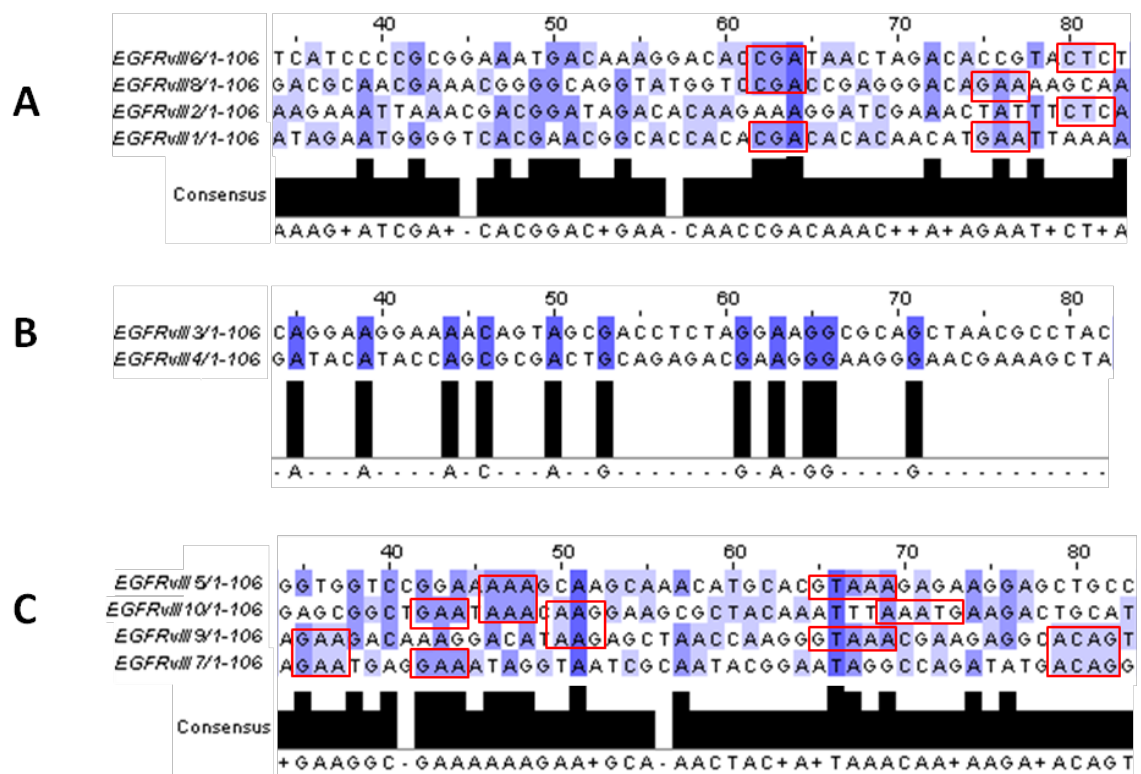 A
40 50 60 70 80
EGFRvIII 6/1-106 TCATCCCCGCGGAAATGACAAAGGACACCGATAACTAGACACCGTACTCT
EGFRvIII 8/1-106 GACGCAACGAAACGGGGCAGGTATGGTCCGACCGAGGGACAGAAAAGCAA
EGFRvIII 2/1-106 AAGAAATTAAACGACGGATAGACACAAGAAAGGATCGAAACTATTTCTCA
EGFRvIII 1/1-106 ATAGAATGGGGTCACGAACGGCACCACACGACACACAACATGAATTAAAA
Consensus
AAAG+ATCGA+-CACGGAC+GAA-CAACCGACAAAC++A+AGAAT+CT+A
B
40 50 60 70 80
EGFRvIII 3/1-106 CAGGAAGGAAAACAGTAGCGACCTCTAGGAAGGCGCAGCTAACGCCTAC
EGFRvIII 4/1-106 GATACATACCAGCGCGACTGCAGAGACGAAGGGAAGGGAACGAAAGCTA
-A---A----A-C---A--G-------G-A-GG----G-----------
C
40 50 60 70 80
EGFRvIII 5/1-106 GGTGGTCCGGAAAAAGCAAGCAAACATGCACGTAAAGAGAAGGAGCTGCC
EGFRvIII 10/1-106 GAGCGGCTGAATAAACAAGGAAGCGCTACAAATTTAAATGAAGACTGCAT
EGFRvIII 9/1-106 AGAAGACAAAGGACATAAGAGCTAACCAAGGGTAAACGAAGAGGCACAGT
EGFRvIII 7/1-106 AGAATGAGGAAATAGGTAATCGCAATACGGAATAGGCCAGATATGACAGG
Consensus
+GAAGGC-GAAAAAAGAA+GCA-AACTAC+A+TAAACAA+AAGA+ACAGT